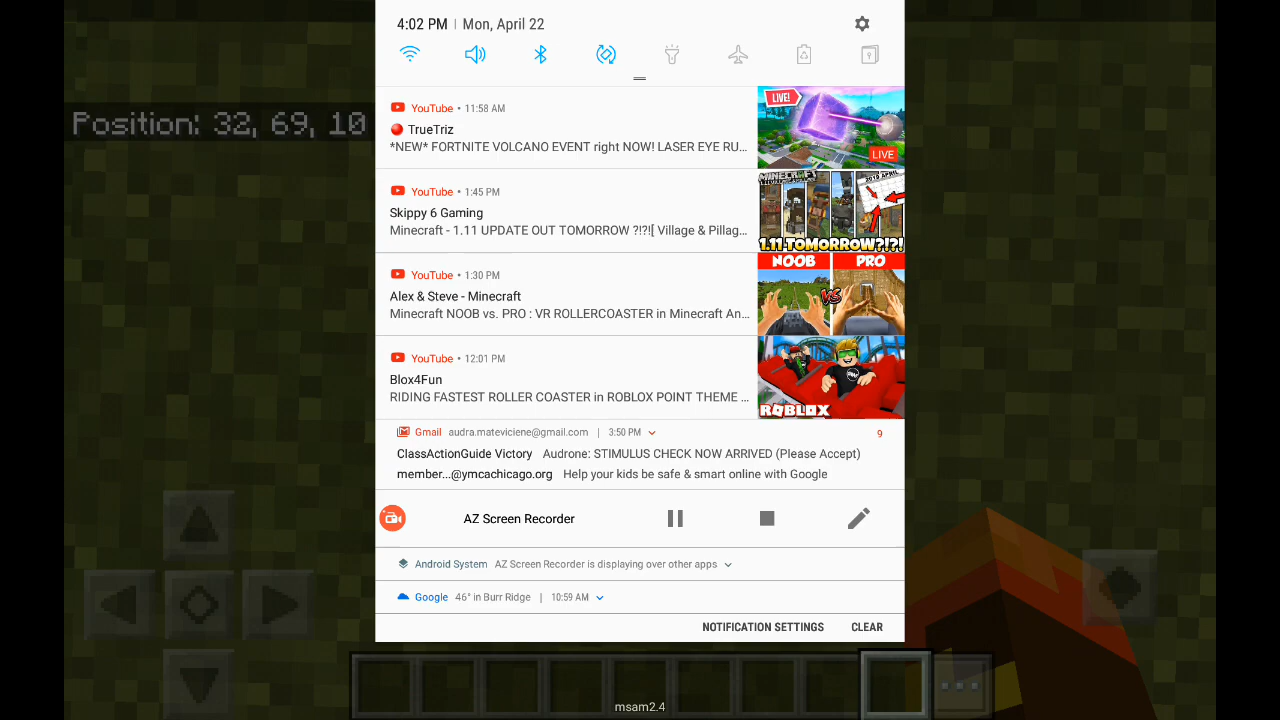 4:02 PM | Mon, April 22
Position: 32, 69, 10
YouTube • 11:58 AM
TrueTriz
*NEW* FORTNITE VOLCANO EVENT right NOW! LASER EYE RU...
LIVE!
LIVE
YouTube • 1:45 PM
Skippy 6 Gaming
Minecraft - 1.11 UPDATE OUT TOMORROW ?!?![ Village & Pillag...
MINECRAFT
2019 APRIL
1.11 TOMORROW?!?!
YouTube • 1:30 PM
Alex & Steve - Minecraft
Minecraft NOOB vs. PRO : VR ROLLERCOASTER in Minecraft An...
NOOB
PRO
VS
YouTube • 12:01 PM
Blox4Fun
RIDING FASTEST ROLLER COASTER in ROBLOX POINT THEME ...
ROBLOX
Gmail audra.mateviciene@gmail.com | 3:50 PM 9
ClassActionGuide Victory Audrone: STIMULUS CHECK NOW ARRIVED (Please Accept)
member...@ymcachicago.org Help your kids be safe & smart online with Google
AZ Screen Recorder
Android System AZ Screen Recorder is displaying over other apps
Google 46° in Burr Ridge | 10:59 AM
NOTIFICATION SETTINGS CLEAR
msam2.4